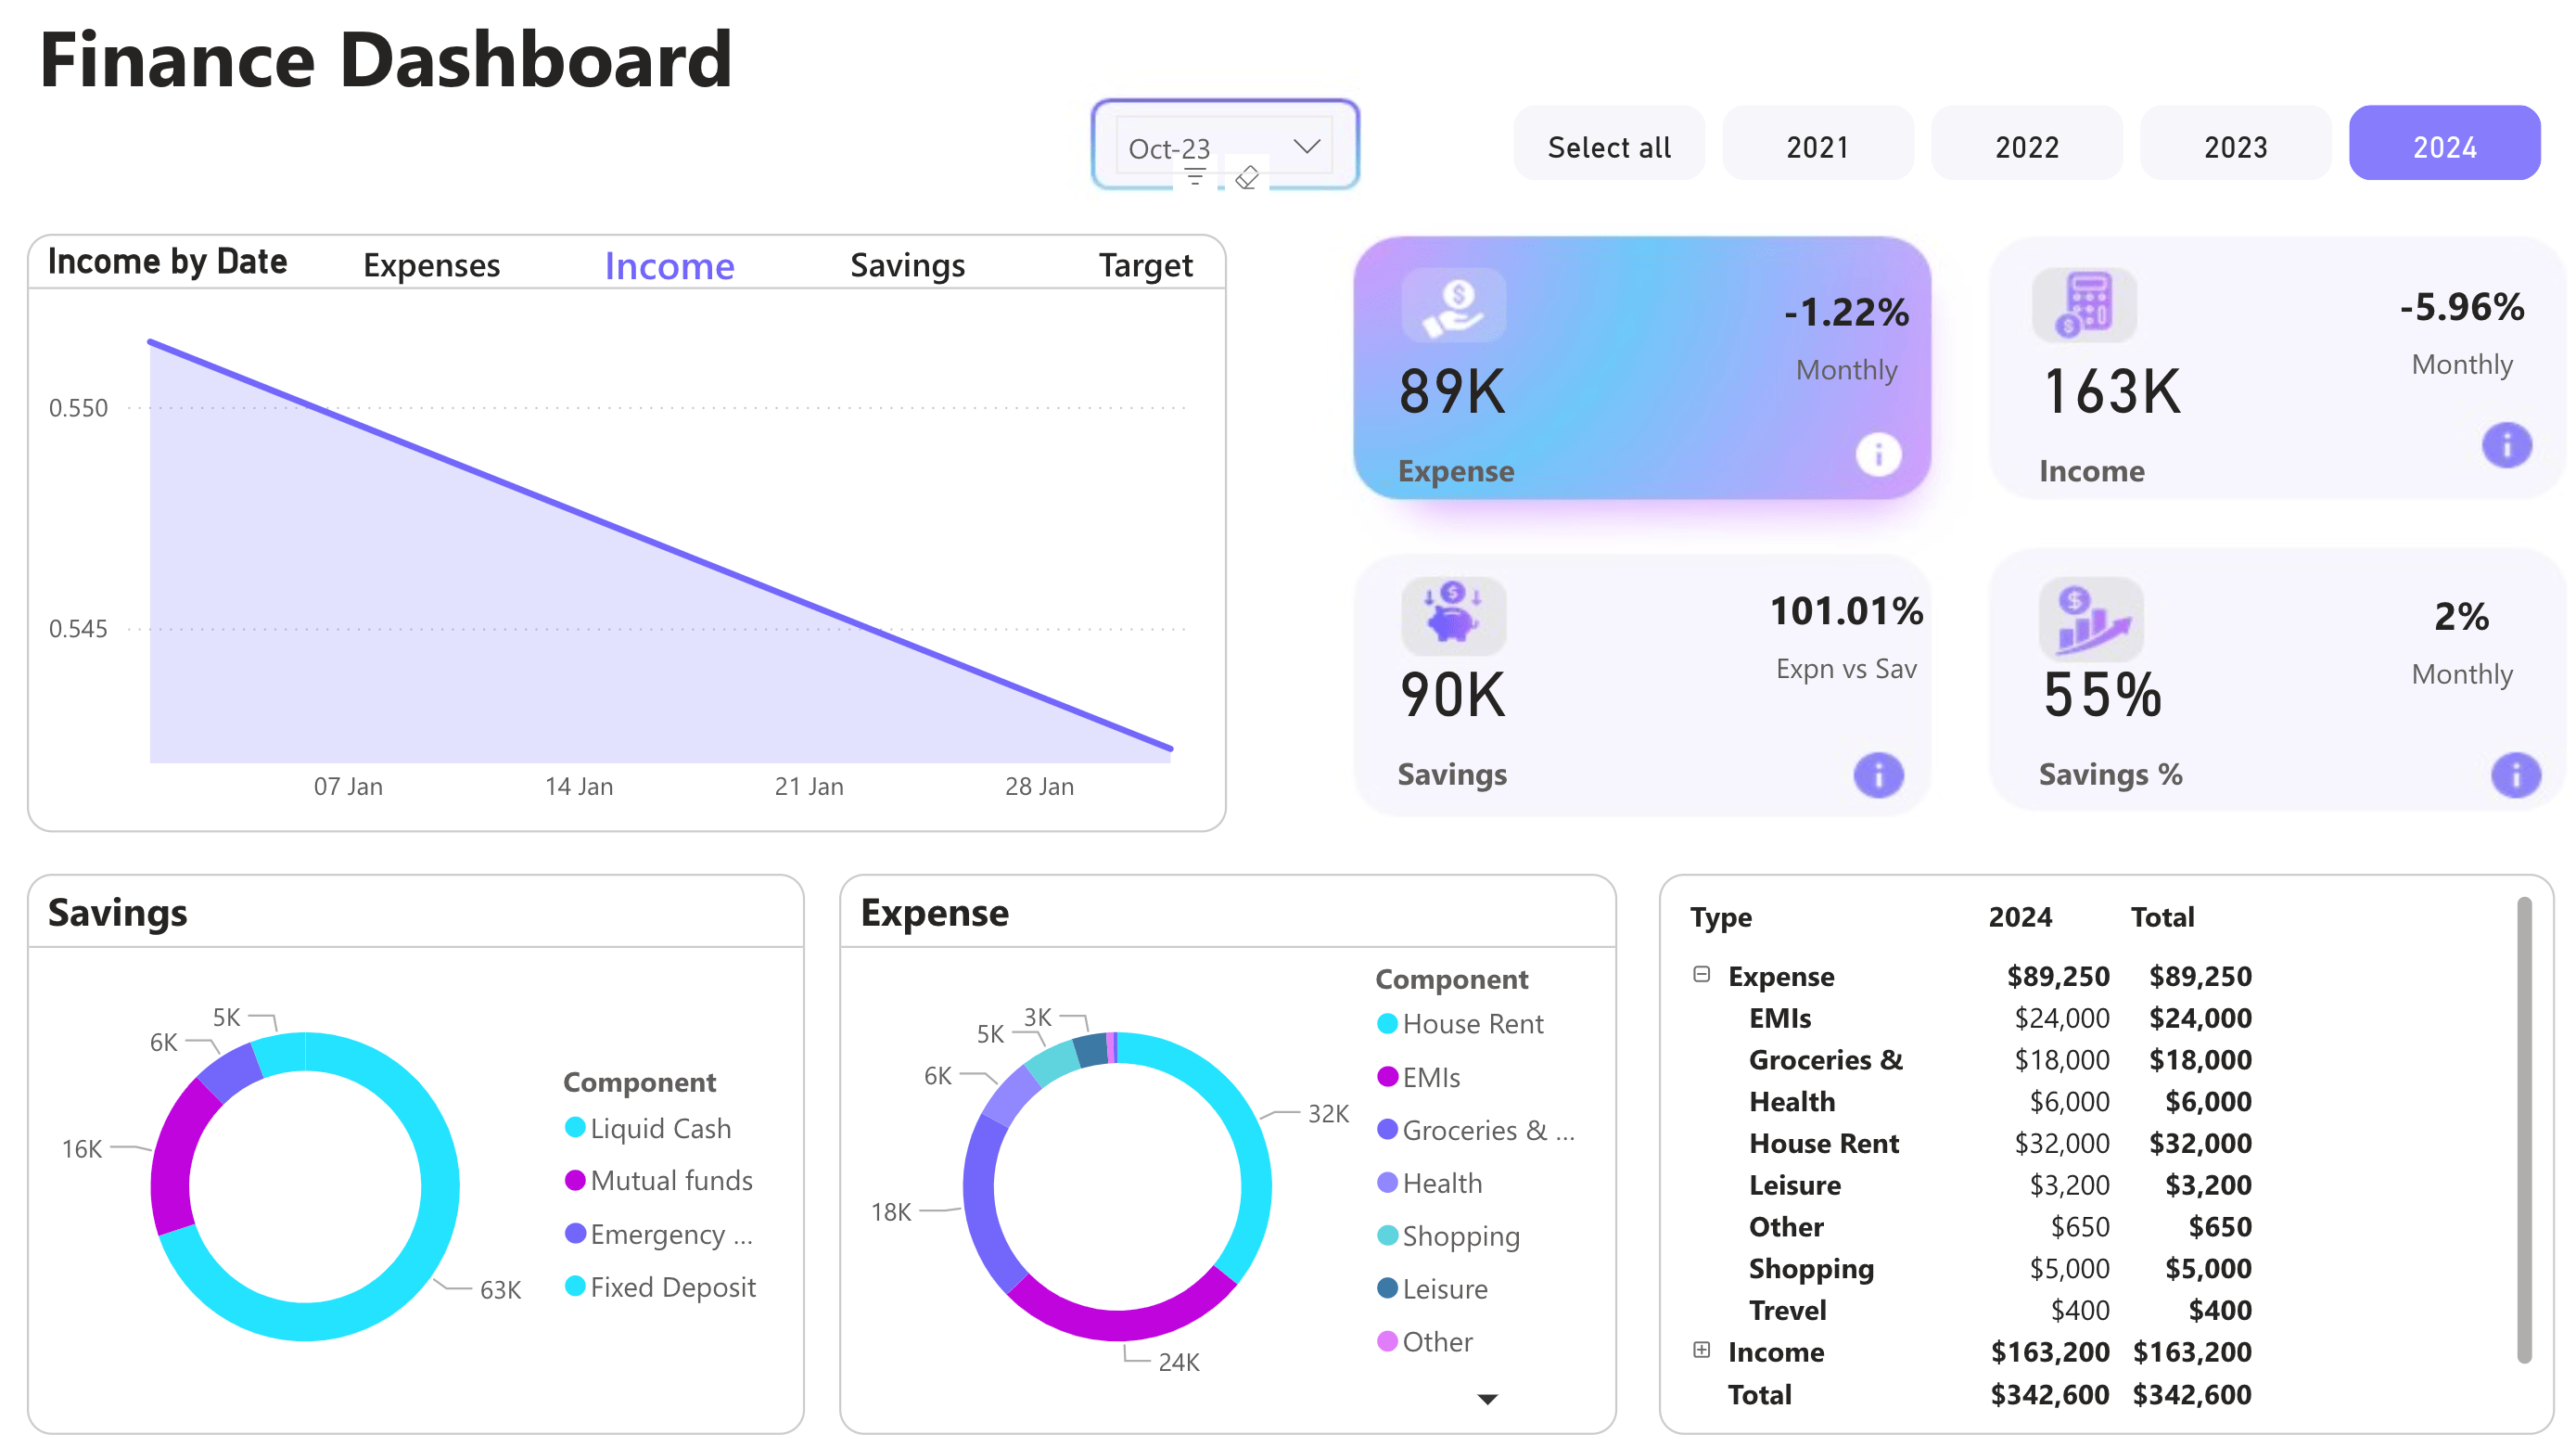 Finance Dashboard
Oct-23
Select all 2021 2022 2023 2024
Income by Date Expenses Income Savings Target
0.550
0.545
07 Jan 14 Jan 21 Jan 28 Jan
-1.22%
Monthly
89K
Expense
-5.96%
Monthly
163K
Income
101.01%
Expn vs Sav
90K
Savings
2%
Monthly
55%
Savings %
Savings
5K
6K
16K
63K
Component
Liquid Cash
Mutual funds
Emergency ...
Fixed Deposit
Expense
3K
5K
6K
32K
18K
24K
Component
House Rent
EMIs
Groceries & ...
Health
Shopping
Leisure
Other
Type 2024 Total
Expense $89,250 $89,250
EMIs $24,000 $24,000
Groceries & $18,000 $18,000
Health $6,000 $6,000
House Rent $32,000 $32,000
Leisure $3,200 $3,200
Other $650 $650
Shopping $5,000 $5,000
Trevel $400 $400
Income $163,200 $163,200
Total $342,600 $342,600